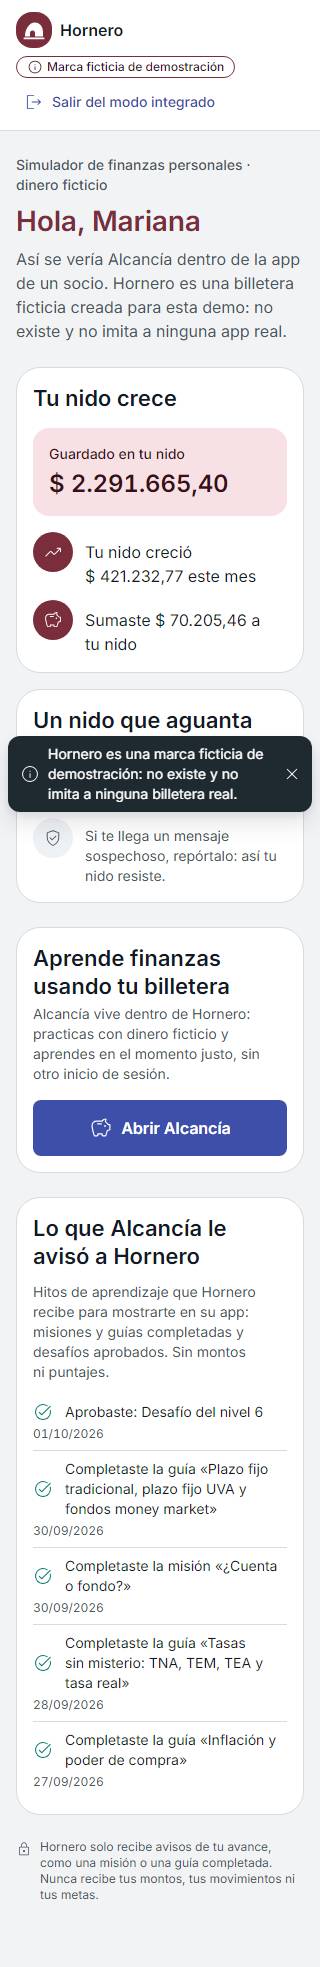 Hornero
Marca ficticia de demostración
Salir del modo integrado
Simulador de finanzas personales ·
dinero ficticio
Hola, Mariana
Así se vería Alcancía dentro de la app
de un socio. Hornero es una billetera
ficticia creada para esta demo: no
existe y no imita a ninguna app real.
Tu nido crece
Guardado en tu nido
$ 2.291.665,40
Tu nido creció
$ 421.232,77 este mes
Sumaste $ 70.205,46 a
tu nido
Un nido que aguanta
Hornero es una marca ficticia de
demostración: no existe y no
imita a ninguna billetera real.
Si te llega un mensaje
sospechoso, repórtalo: así tu
nido resiste.
Aprende finanzas
usando tu billetera
Alcancía vive dentro de Hornero:
practicas con dinero ficticio y
aprendes en el momento justo, sin
otro inicio de sesión.
Abrir Alcancía
Lo que Alcancía le
avisó a Hornero
Hitos de aprendizaje que Hornero
recibe para mostrarte en su app:
misiones y guías completadas y
desafíos aprobados. Sin montos
ni puntajes.
Aprobaste: Desafío del nivel 6
01/10/2026
Completaste la guía «Plazo fijo
tradicional, plazo fijo UVA y
fondos money market»
30/09/2026
Completaste la misión «¿Cuenta
o fondo?»
30/09/2026
Completaste la guía «Tasas
sin misterio: TNA, TEM, TEA y
tasa real»
28/09/2026
Completaste la guía «Inflación y
poder de compra»
27/09/2026
Hornero solo recibe avisos de tu avance,
como una misión o una guía completada.
Nunca recibe tus montos, tus movimientos ni
tus metas.